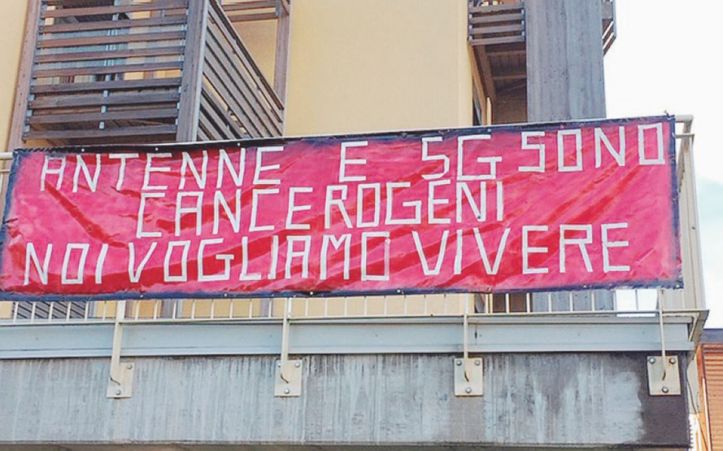 ANTENNE E 5G SONO
CANCEROGENI
NOI VOGLIAMO VIVERE